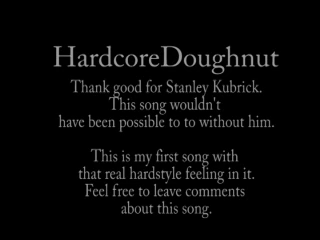 HardcoreDoughnut
Thank good for Stanley Kubrick.
This song wouldn't
have been possible to to without him.
This is my first song with
that real hardstyle feeling in it.
Feel free to leave comments
about this song.